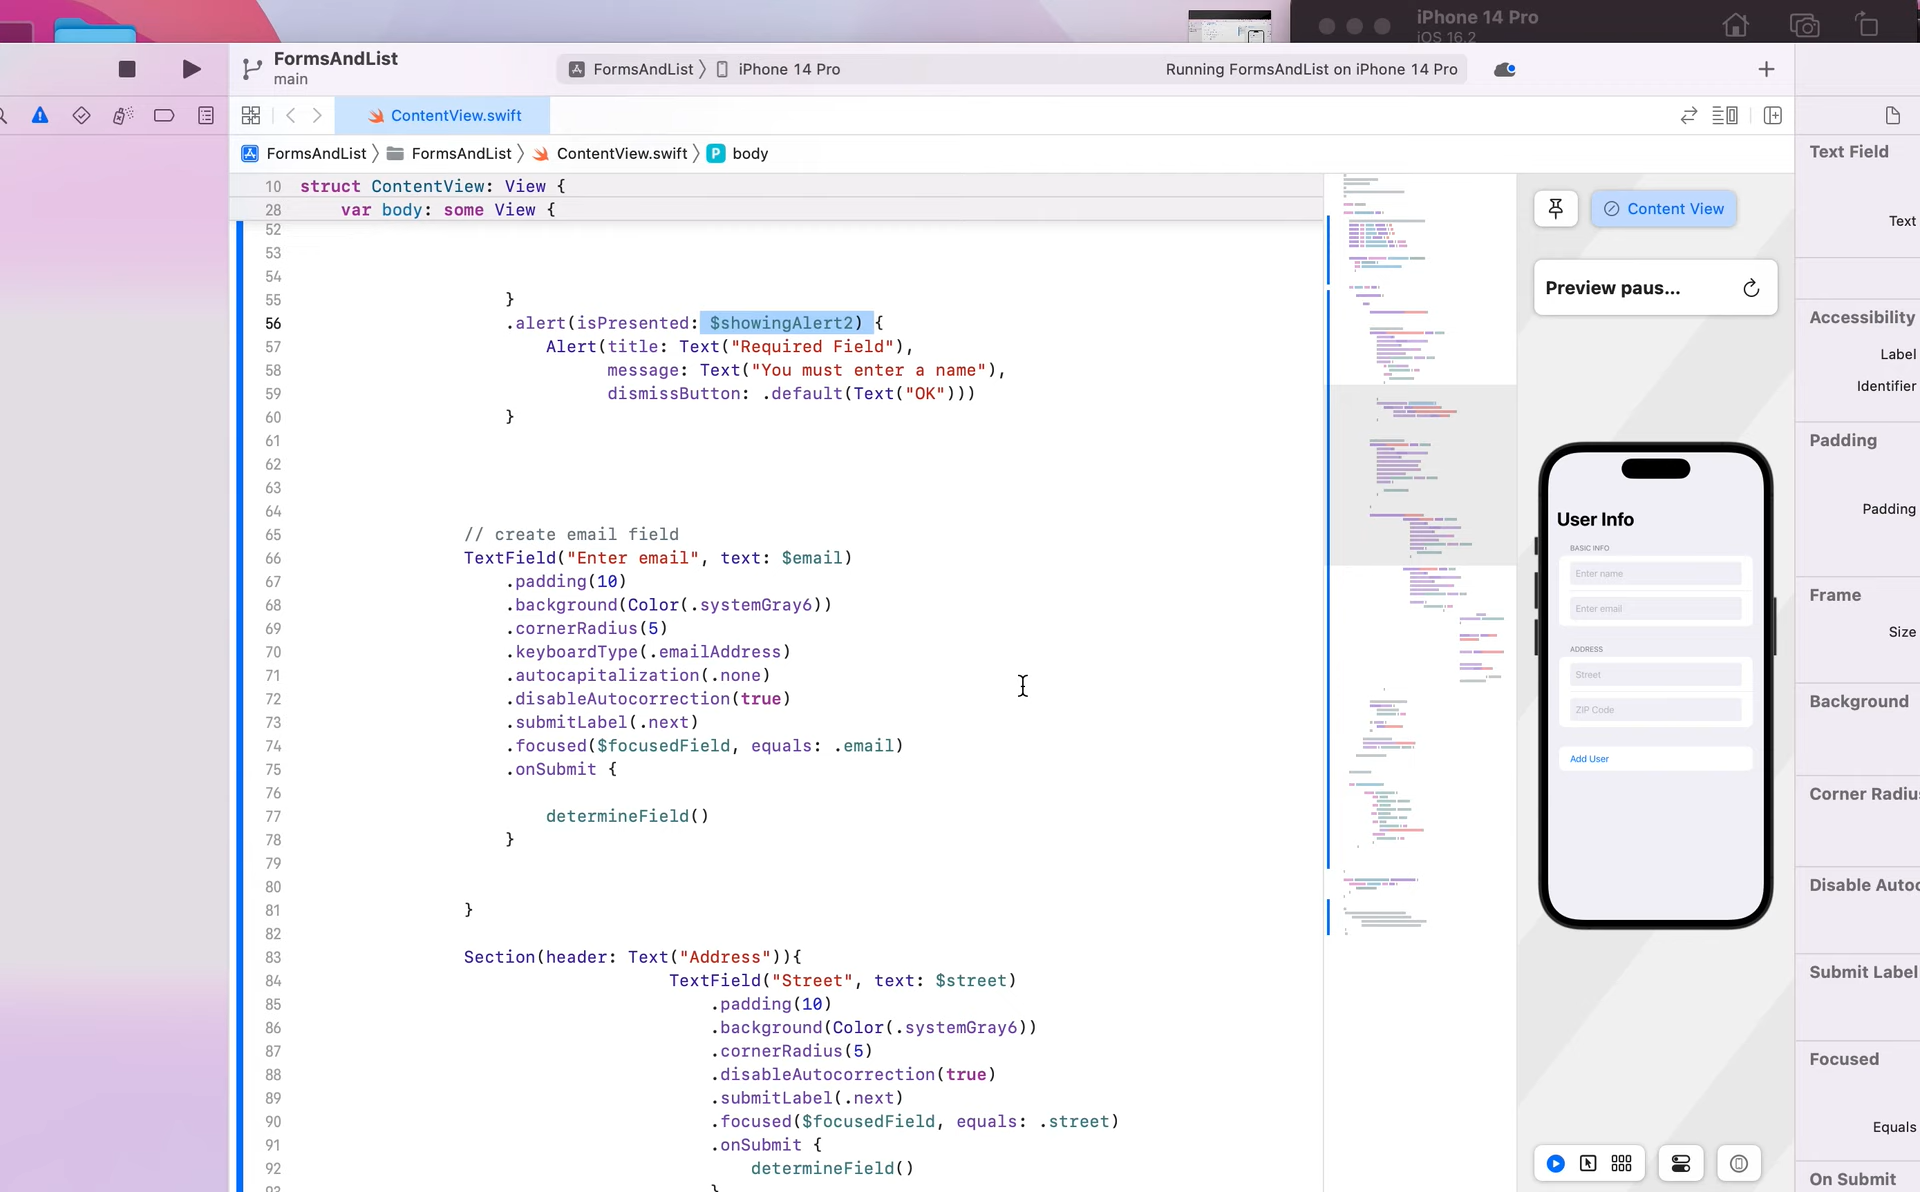 iPhone 14 Pro
iOS 16.2
FormsAndList
main
FormsAndList 〉 iPhone 14 Pro
Running FormsAndList on iPhone 14 Pro
ContentView.swift
FormsAndList 〉 FormsAndList 〉 ContentView.swift 〉 P body
10 struct ContentView: View {
28 var body: some View {
52
53
54
55 }
56 .alert(isPresented: $showingAlert2) {
57 Alert(title: Text("Required Field"),
58 message: Text("You must enter a name"),
59 dismissButton: .default(Text("OK")))
60 }
61
62
63
64
65 // create email field
66 TextField("Enter email", text: $email)
67 .padding(10)
68 .background(Color(.systemGray6))
69 .cornerRadius(5)
70 .keyboardType(.emailAddress)
71 .autocapitalization(.none)
72 .disableAutocorrection(true)
73 .submitLabel(.next)
74 .focused($focusedField, equals: .email)
75 .onSubmit {
76
77 determineField()
78 }
79
80
81 }
82
83 Section(header: Text("Address")){
84 TextField("Street", text: $street)
85 .padding(10)
86 .background(Color(.systemGray6))
87 .cornerRadius(5)
88 .disableAutocorrection(true)
89 .submitLabel(.next)
90 .focused($focusedField, equals: .street)
91 .onSubmit {
92 determineField()
93 }
Content View
Preview paus...
User Info
BASIC INFO
Enter name
Enter email
ADDRESS
Street
ZIP Code
Add User
Text Field
Text
Accessibility
Label
Identifier
Padding
Padding
Frame
Size
Background
Corner Radius
Disable Autoc
Submit Label
Focused
Equals
On Submit